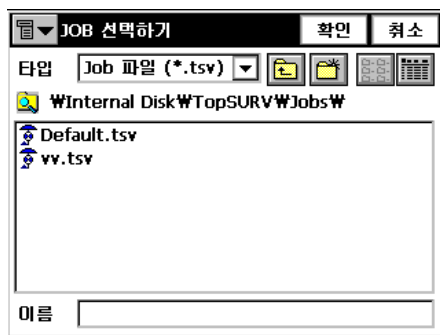 JOB 선멱하기 확인 취소
타입 Job 파일 (*.tsv)
₩Internal Disk₩TopSURV₩Jobs₩
Default.tsv
vv.tsv
이름